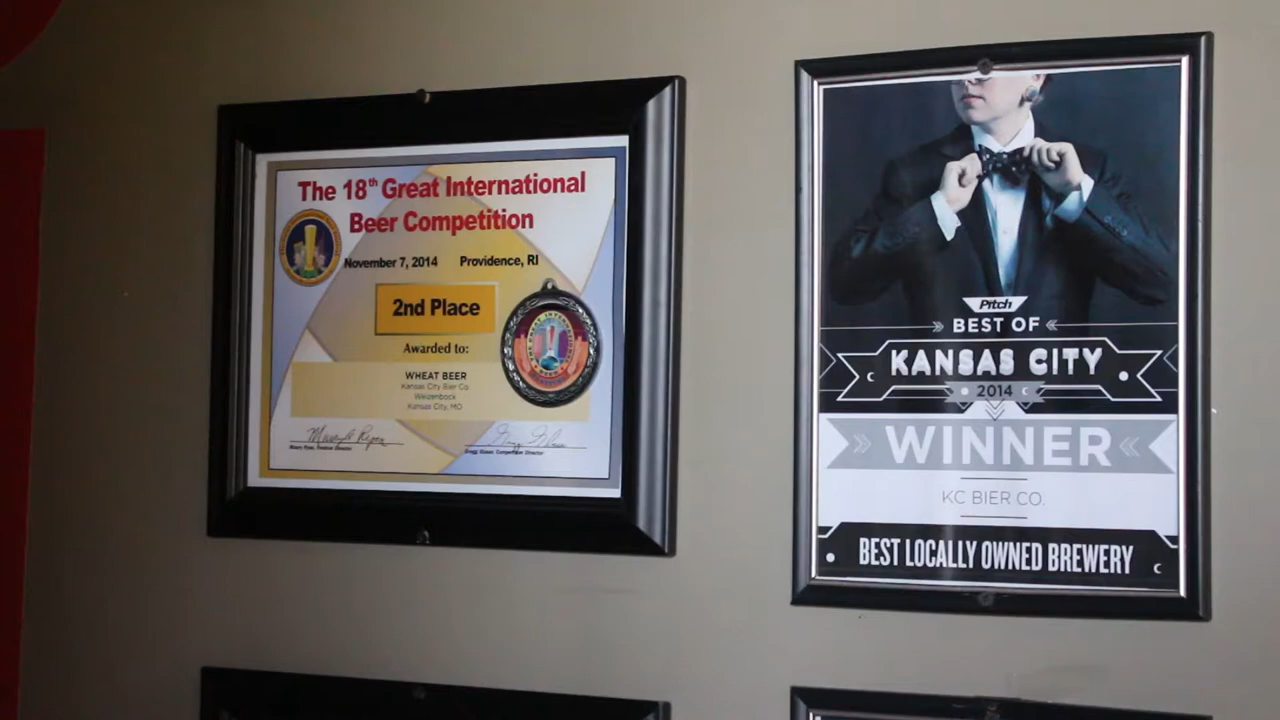 The 18th Great International
Beer Competition
November 7, 2014 Providence, RI
2nd Place
Awarded to:
WHEAT BEER
Kansas City Bier Co.
Weizenbock
Kansas City, MO
Pitch
BEST OF
KANSAS CITY
2014
WINNER
KC BIER CO.
BEST LOCALLY OWNED BREWERY